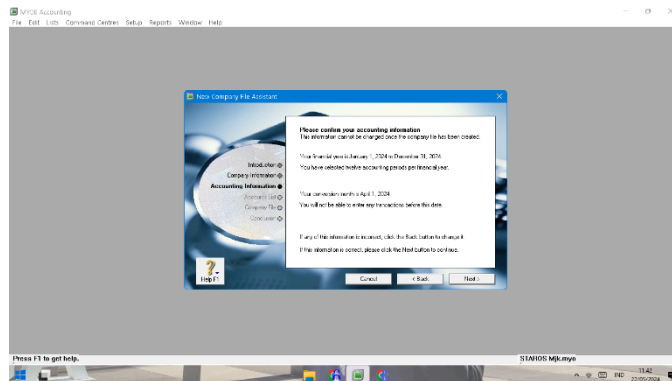 MYOB Accounting
File Edit Lists Command Centres Setup Reports Window Help
New Company File Assistant
Please confirm your accounting information
This information cannot be changed once the company file has been created.
Your financial year is January 1, 2024 to December 31, 2024.
You have selected twelve accounting periods per financial year.
Your conversion month is April 1, 2024.
You will not be able to enter any transactions before this date.
If any of this information is incorrect, click the Back button to change it.
If this information is correct, please click the Next button to continue.
Introduction
Company Information
Accounting Information
Accounts List
Company File
Conclusion
Help F1
Cancel
< Back
Next >
Press F1 to get help.
STAROS Mjk.myo
IND
11.42
22/05/2024